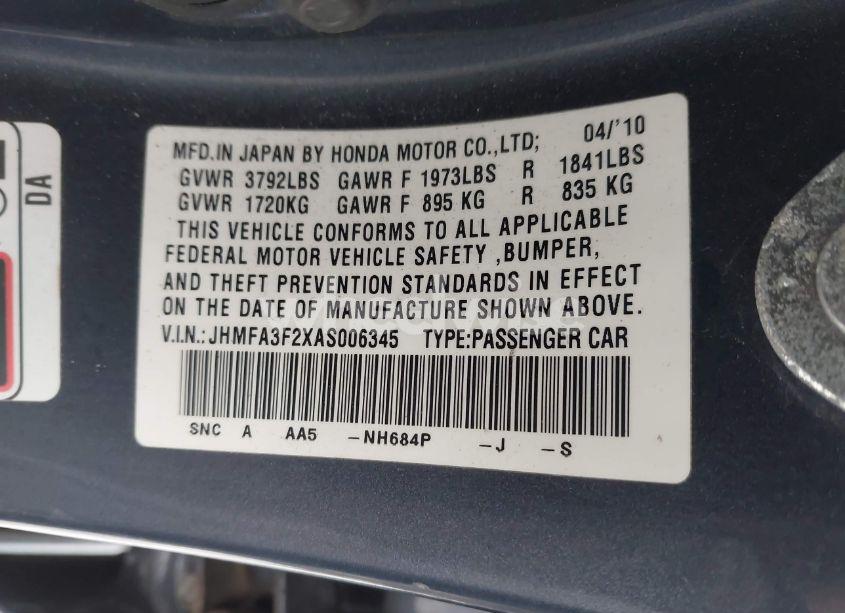 MFD.IN JAPAN BY HONDA MOTOR CO.,LTD; 04/'10
GVWR 3792LBS GAWR F 1973LBS R 1841LBS
GVWR 1720KG GAWR F 895 KG R 835 KG
THIS VEHICLE CONFORMS TO ALL APPLICABLE
FEDERAL MOTOR VEHICLE SAFETY ,BUMPER,
AND THEFT PREVENTION STANDARDS IN EFFECT
ON THE DATE OF MANUFACTURE SHOWN ABOVE.
V.I.N.:JHMFA3F2XAS006345 TYPE:PASSENGER CAR
SNC A AA5 -NH684P -J -S
DA